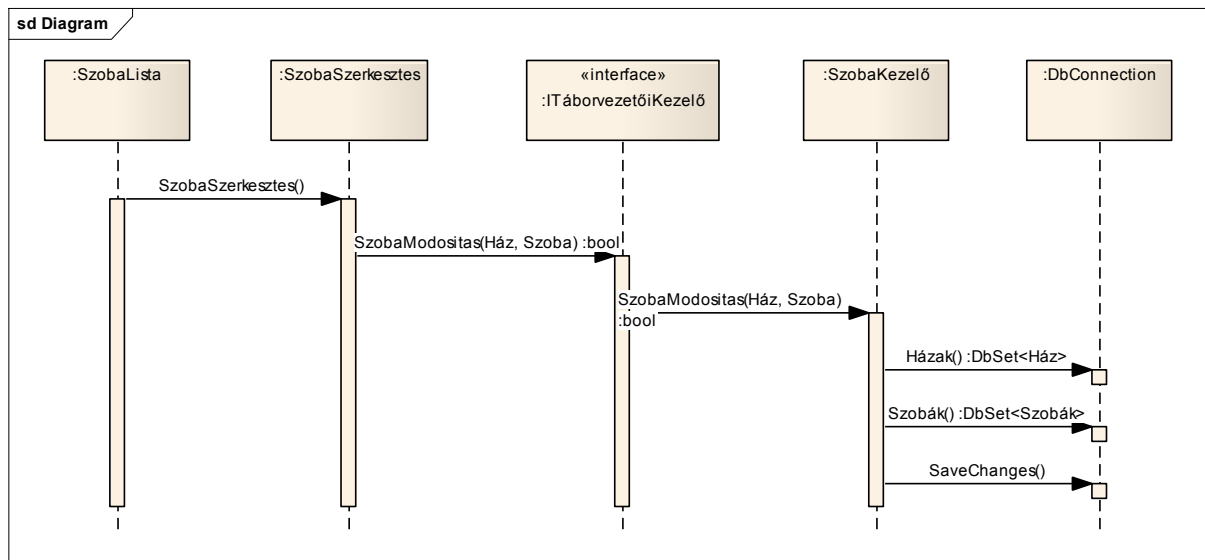 sd Diagram
:SzobaLista
:SzobaSzerkesztes
«interface»
:ITáborvezetőiKezelő
:SzobaKezelő
:DbConnection
SzobaSzerkesztes()
SzobaModositas(Ház, Szoba) :bool
SzobaModositas(Ház, Szoba)
:bool
Házak() :DbSet<Ház>
Szobák() :DbSet<Szobák>
SaveChanges()